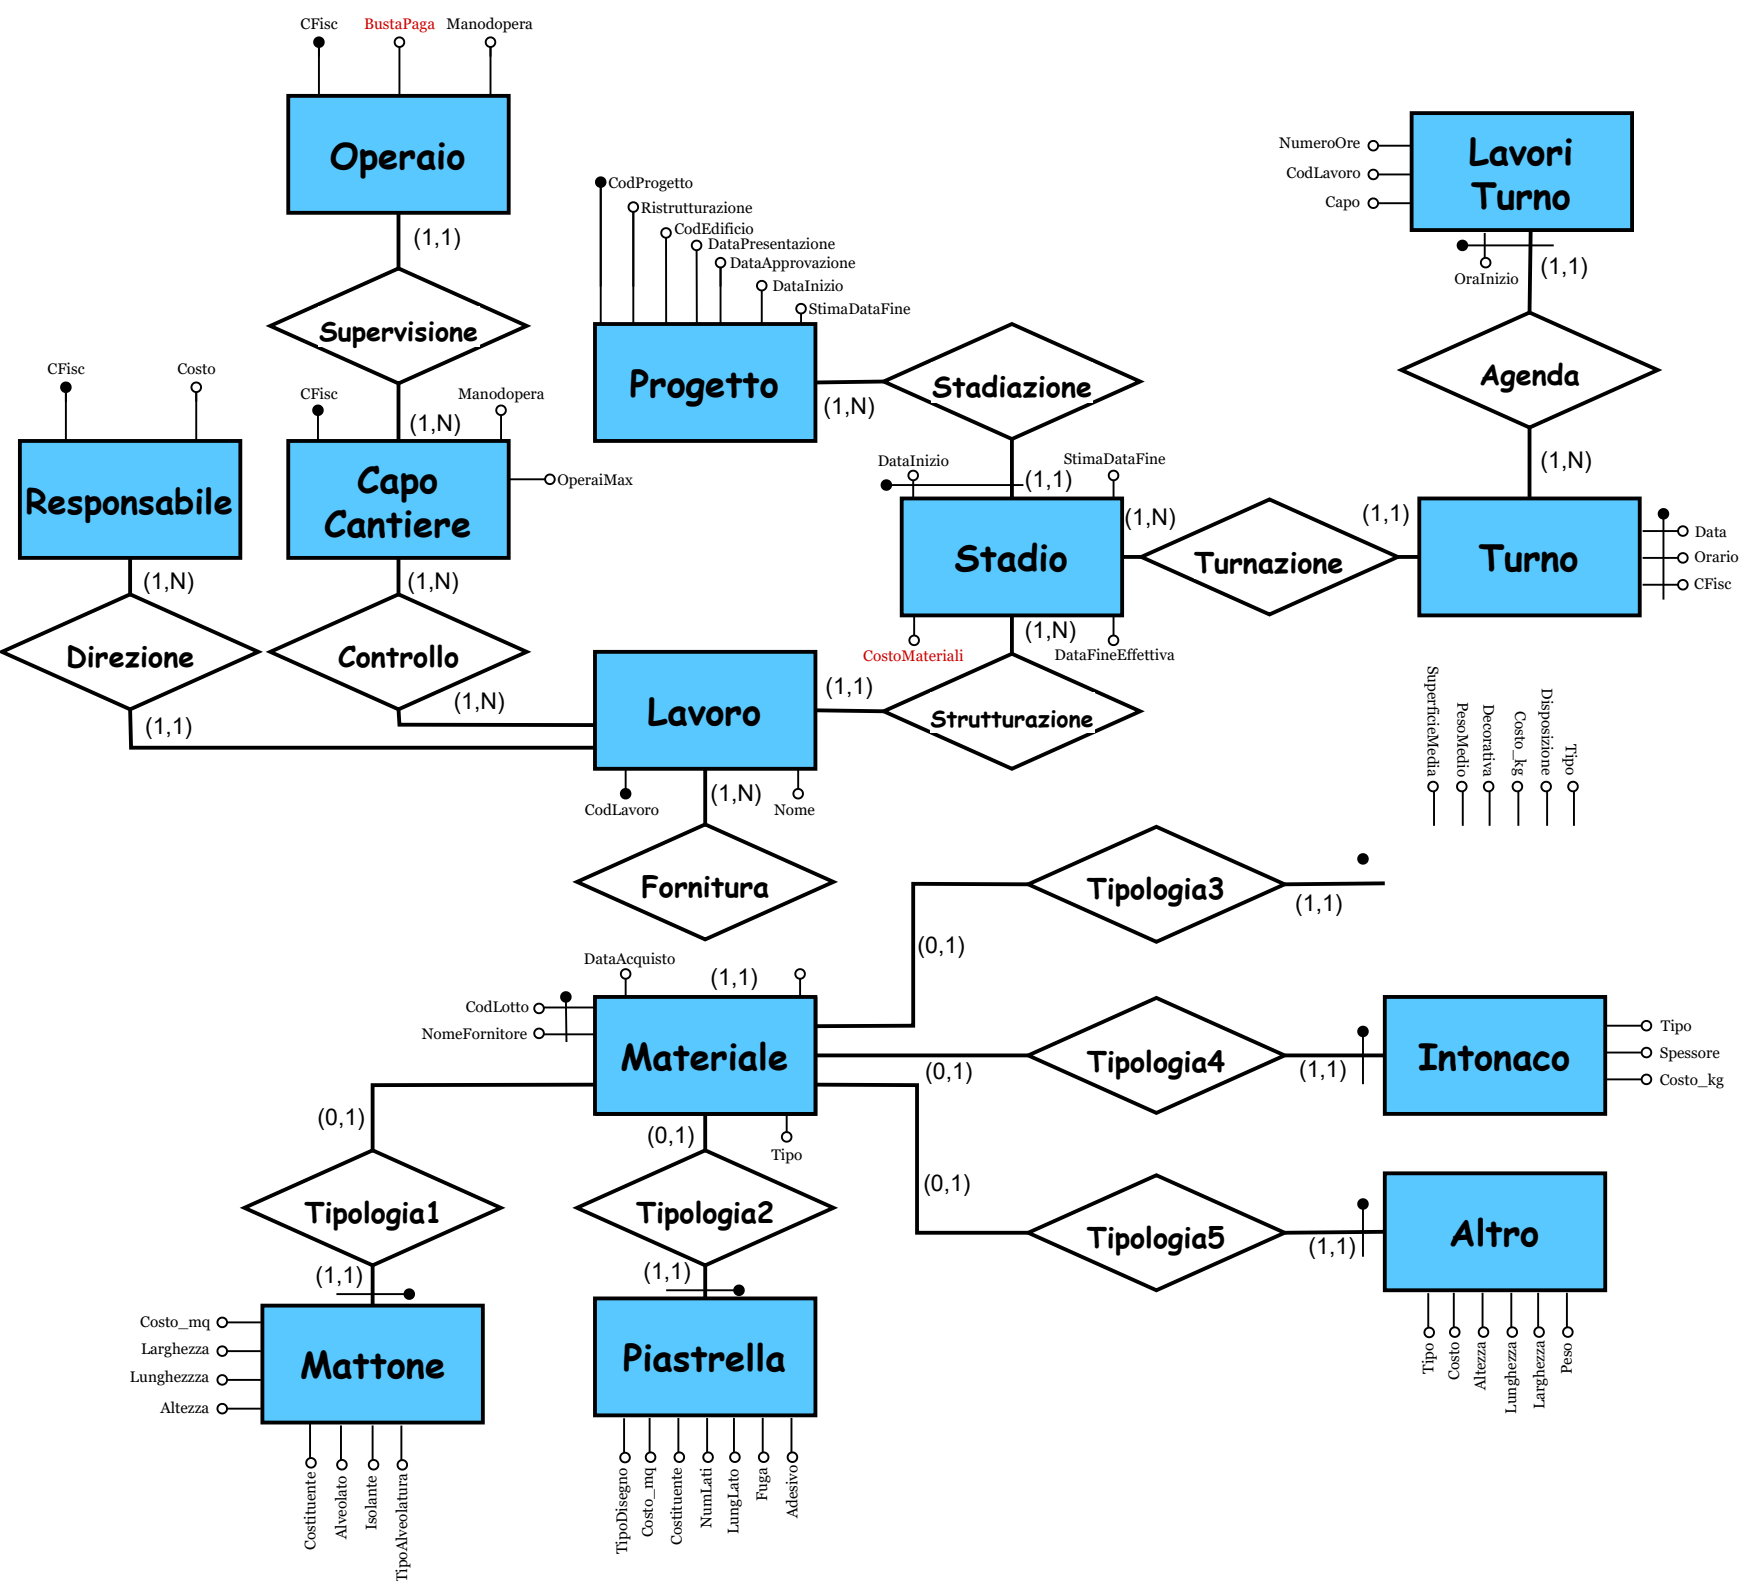 CFisc
BustaPaga
Manodopera
Operaio
(1,1)
Supervisione
(1,N)
CFisc
Costo
Responsabile
(1,N)
Direzione
(1,1)
CFisc
Manodopera
OperaiMax
Capo
Cantiere
(1,N)
Controllo
(1,N)
CodProgetto
Ristrutturazione
CodEdificio
DataPresentazione
DataApprovazione
DataInizio
StimaDataFine
Progetto
(1,N)
Stadiazione
(1,1)
DataInizio
StimaDataFine
Stadio
(1,N)
Turnazione
(1,1)
CostoMateriali
DataFineEffettiva
(1,N)
Strutturazione
(1,1)
NumeroOre
CodLavoro
Capo
Lavori
Turno
OraInizio
(1,1)
Agenda
(1,N)
Turno
Data
Orario
CFisc
Lavoro
CodLavoro
Nome
(1,N)
Fornitura
(1,1)
SuperficieMedia
PesoMedio
Decorativa
Costo_kg
Disposizione
Tipo
Tipologia3
(1,1)
(0,1)
DataAcquisto
CodLotto
NomeFornitore
Materiale
Tipo
(0,1)
Tipologia4
(1,1)
Intonaco
Tipo
Spessore
Costo_kg
(0,1)
Tipologia5
(1,1)
Altro
Tipo
Costo
Altezza
Lunghezza
Larghezza
Peso
(0,1)
Tipologia1
(1,1)
Costo_mq
Larghezza
Lunghezzza
Altezza
Mattone
Costituente
Alveolato
Isolante
TipoAlveolatura
(0,1)
Tipologia2
(1,1)
Piastrella
TipoDisegno
Costo_mq
Costituente
NumLati
LungLato
Fuga
Adesivo